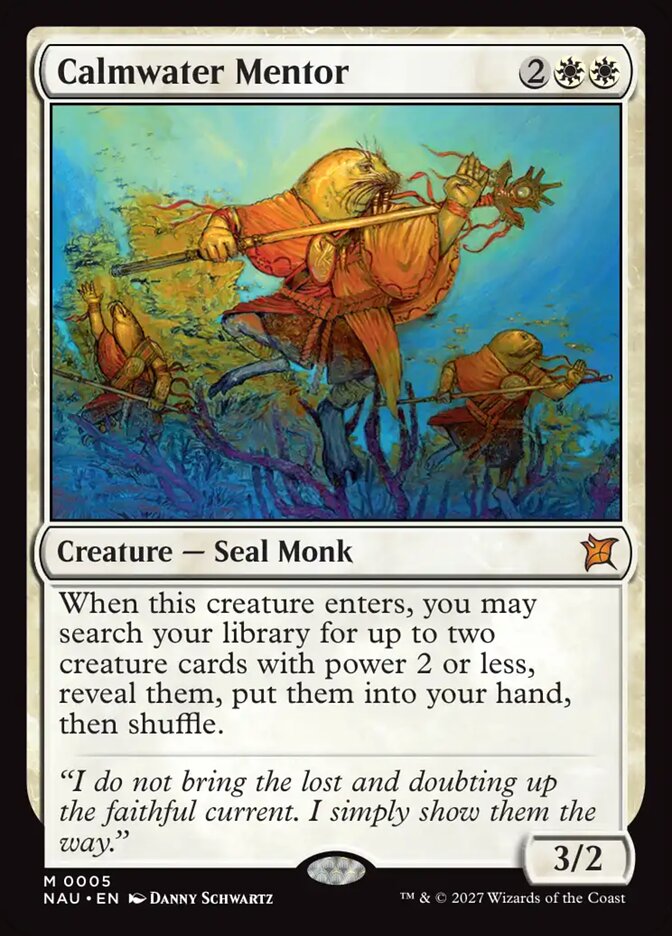 Calmwater Mentor
2
Creature — Seal Monk
When this creature enters, you may
search your library for up to two
creature cards with power 2 or less,
reveal them, put them into your hand,
then shuffle.
“I do not bring the lost and doubting up
the faithful current. I simply show them the
way.”
3/2
M 0005
NAU • EN Danny Schwartz
™ & © 2027 Wizards of the Coast